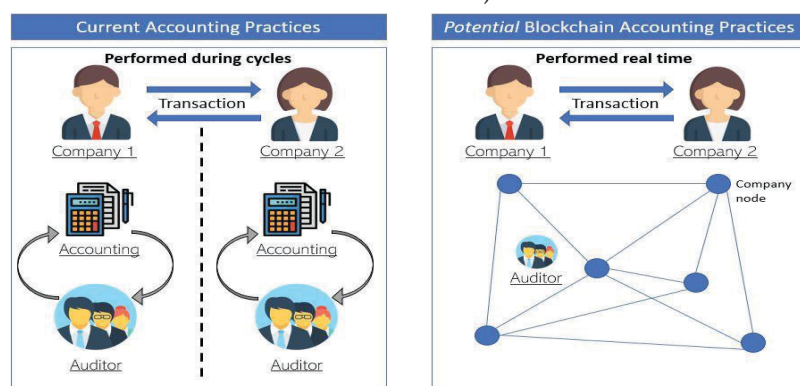 Current Accounting Practices
Performed during cycles
Transaction
Company 1
Company 2
Accounting
Accounting
Auditor
Auditor
Potential Blockchain Accounting Practices
Performed real time
Transaction
Company 1
Company 2
Company
node
Auditor